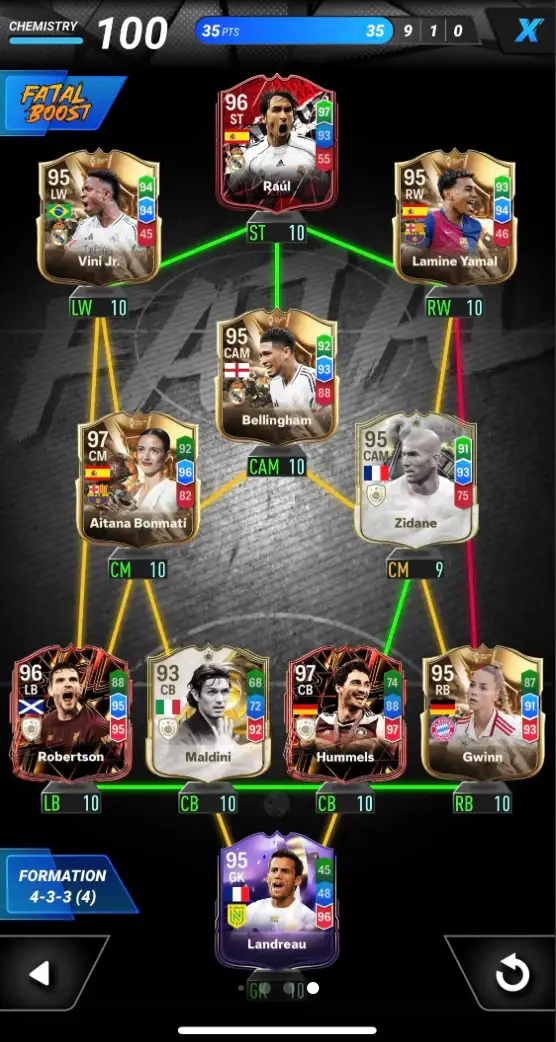 CHEMISTRY 100 35 PTS 35 9 1 0 X
FATAL BOOST
96 ST Raúl 97 93 55
ST 10
95 LW Vini Jr. 94 94 45
LW 10
95 RW Lamine Yamal 93 94 46
RW 10
95 CAM Bellingham 92 93 88
CAM 10
97 CM Aitana Bonmatí 92 96 82
CM 10
95 CAM Zidane 91 93 75
CM 9
96 LB Robertson 88 95 95
LB 10
93 CB Maldini 68 72 92
CB 10
97 CB Hummels 74 88 97
CB 10
95 RB Gwinn 87 91 93
RB 10
95 GK Landreau 45 48 96
GK 10
FORMATION
4-3-3 (4)
FATAL